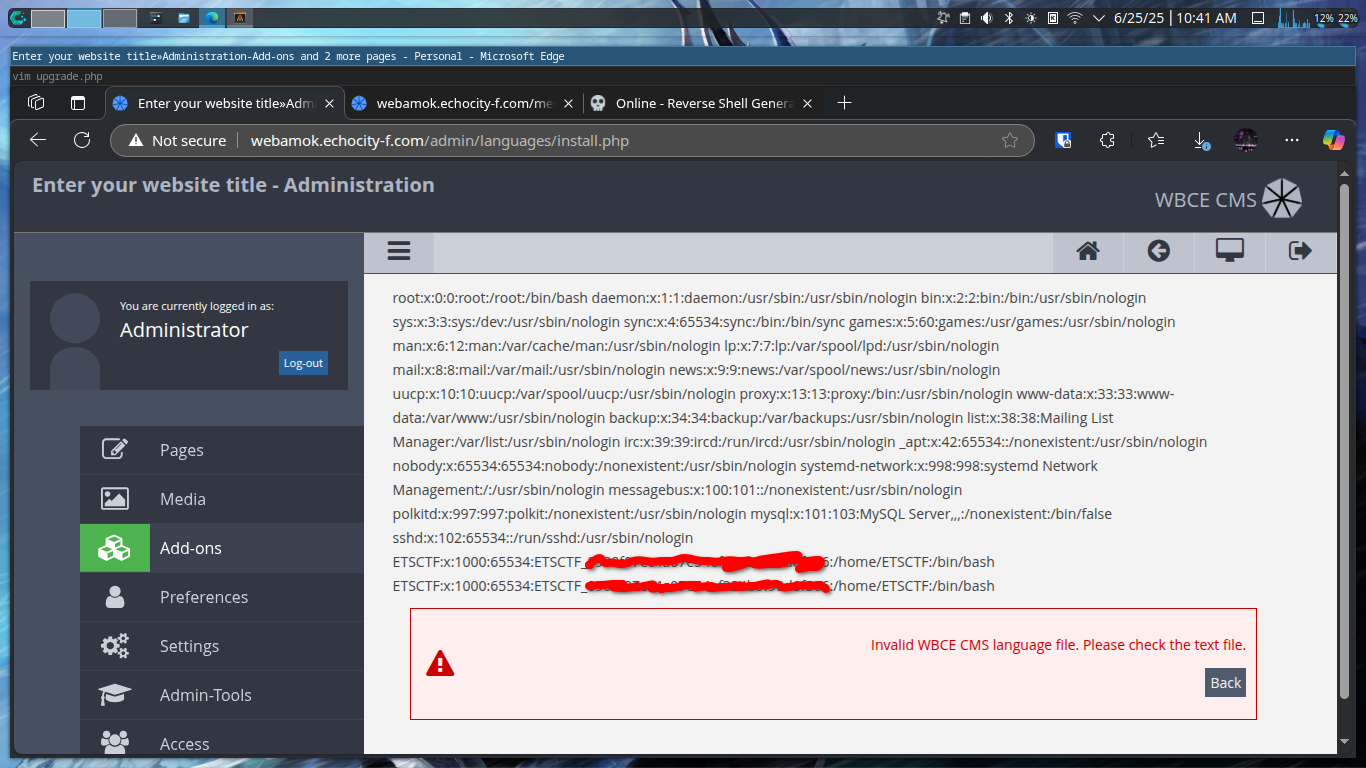 6/25/25 | 10:41 AM
12% 22%
Enter your website title»Administration-Add-ons and 2 more pages - Personal - Microsoft Edge
vim upgrade.php
Enter your website title»Adm
webamok.echocity-f.com/me
Online - Reverse Shell Genera
Not secure
webamok.echocity-f.com/admin/languages/install.php
Enter your website title - Administration
WBCE CMS
You are currently logged in as:
Administrator
Log-out
Pages
Media
Add-ons
Preferences
Settings
Admin-Tools
Access
root:x:0:0:root:/root:/bin/bash daemon:x:1:1:daemon:/usr/sbin:/usr/sbin/nologin bin:x:2:2:bin:/bin:/usr/sbin/nologin
sys:x:3:3:sys:/dev:/usr/sbin/nologin sync:x:4:65534:sync:/bin:/bin/sync games:x:5:60:games:/usr/games:/usr/sbin/nologin
man:x:6:12:man:/var/cache/man:/usr/sbin/nologin lp:x:7:7:lp:/var/spool/lpd:/usr/sbin/nologin
mail:x:8:8:mail:/var/mail:/usr/sbin/nologin news:x:9:9:news:/var/spool/news:/usr/sbin/nologin
uucp:x:10:10:uucp:/var/spool/uucp:/usr/sbin/nologin proxy:x:13:13:proxy:/bin:/usr/sbin/nologin www-data:x:33:33:www-
data:/var/www:/usr/sbin/nologin backup:x:34:34:backup:/var/backups:/usr/sbin/nologin list:x:38:38:Mailing List
Manager:/var/list:/usr/sbin/nologin irc:x:39:39:ircd:/run/ircd:/usr/sbin/nologin _apt:x:42:65534::/nonexistent:/usr/sbin/nologin
nobody:x:65534:65534:nobody:/nonexistent:/usr/sbin/nologin systemd-network:x:998:998:systemd Network
Management:/:/usr/sbin/nologin messagebus:x:100:101::/nonexistent:/usr/sbin/nologin
polkitd:x:997:997:polkit:/nonexistent:/usr/sbin/nologin mysql:x:101:103:MySQL Server,,,:/nonexistent:/bin/false
sshd:x:102:65534::/run/sshd:/usr/sbin/nologin
ETSCTF:x:1000:65534:ETSCTF_ :/home/ETSCTF:/bin/bash
ETSCTF:x:1000:65534:ETSCTF_ :/home/ETSCTF:/bin/bash
Invalid WBCE CMS language file. Please check the text file.
Back